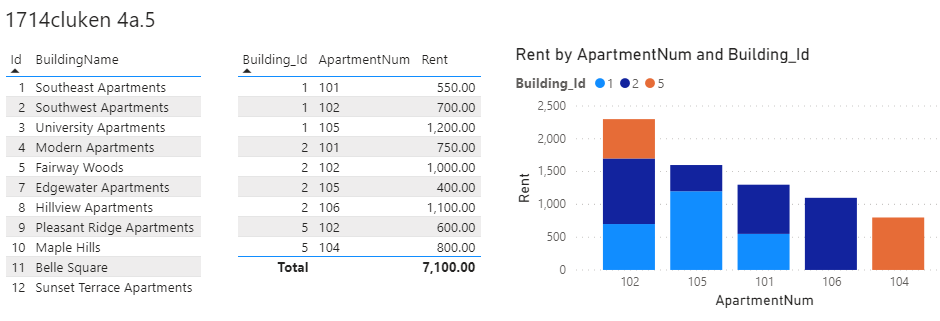 1714cluken 4a.5
Id BuildingName
1 Southeast Apartments
2 Southwest Apartments
3 University Apartments
4 Modern Apartments
5 Fairway Woods
7 Edgewater Apartments
8 Hillview Apartments
9 Pleasant Ridge Apartments
10 Maple Hills
11 Belle Square
12 Sunset Terrace Apartments
Building_Id ApartmentNum Rent
1 101 550.00
1 102 700.00
1 105 1,200.00
2 101 750.00
2 102 1,000.00
2 105 400.00
2 106 1,100.00
5 102 600.00
5 104 800.00
Total 7,100.00
Rent by ApartmentNum and Building_Id
Building_Id 1 2 5
Rent
2,500
2,000
1,500
1,000
500
0
102 105 101 106 104
ApartmentNum